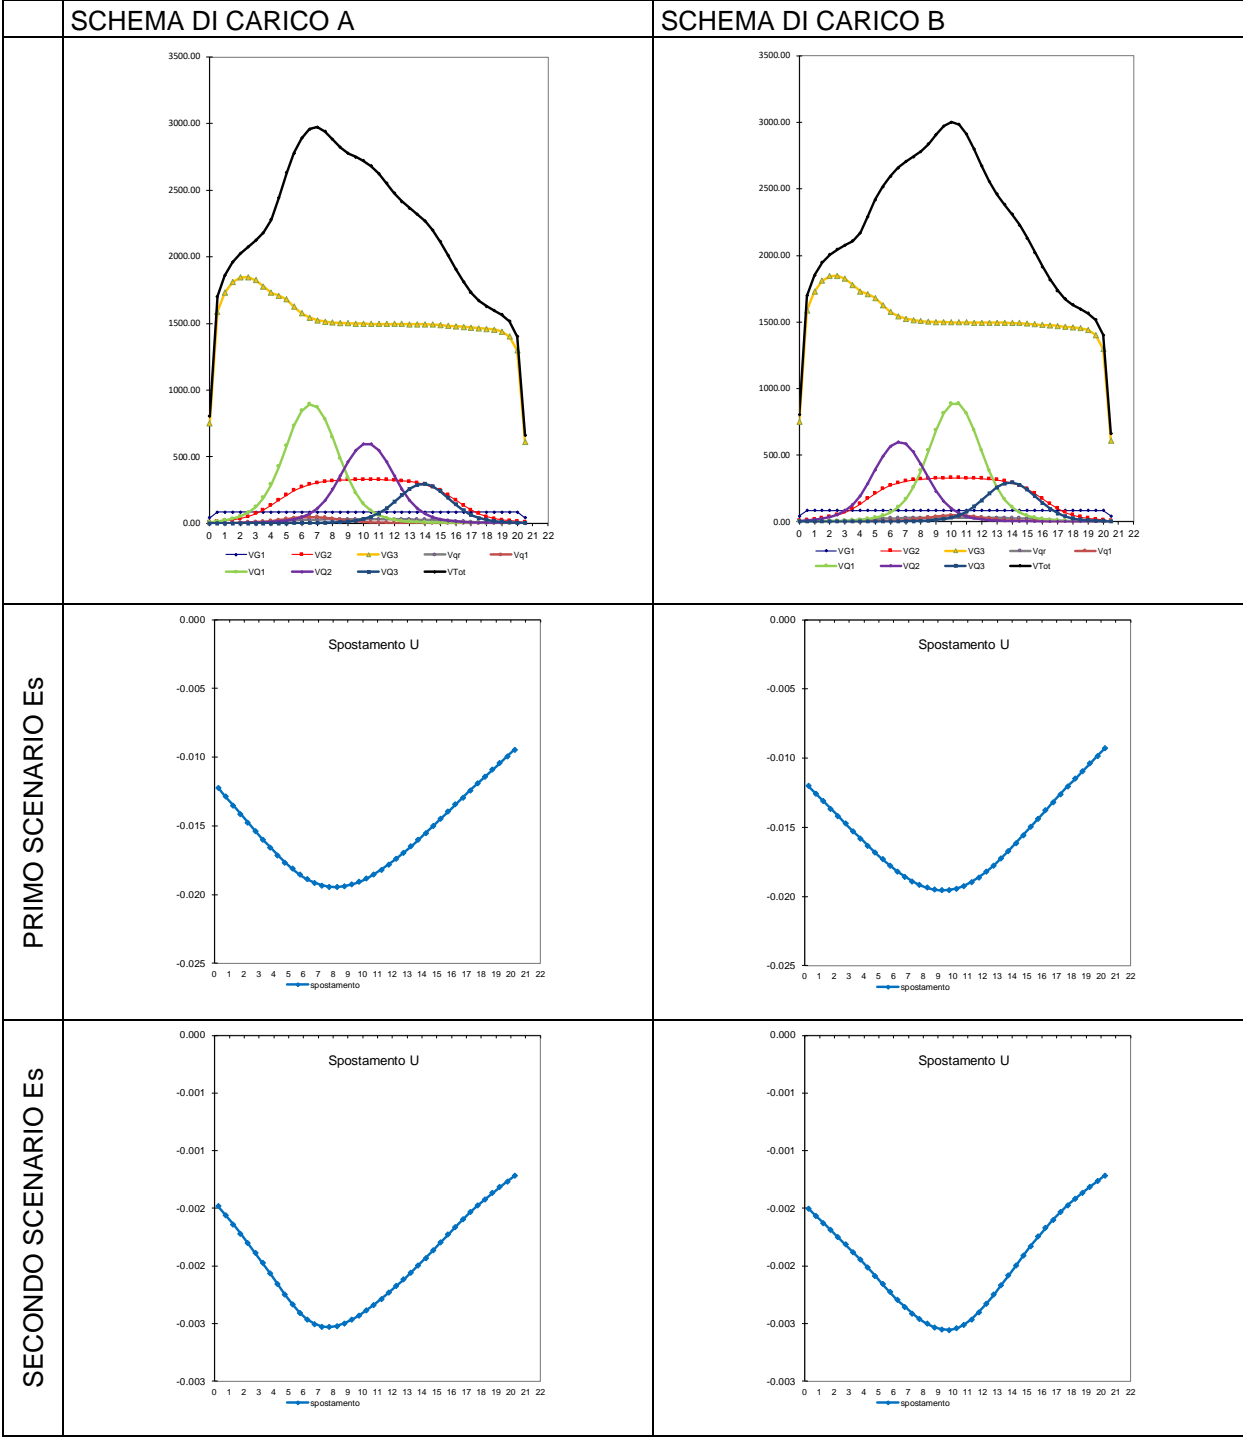 SCHEMA DI CARICO A
SCHEMA DI CARICO B
3500.00
3000.00
2500.00
2000.00
1500.00
1000.00
500.00
0.00
0 1 2 3 4 5 6 7 8 9 10 11 12 13 14 15 16 17 18 19 20 21 22
VG1 VG2 VG3 Vqr Vq1
VQ1 VQ2 VQ3 VTot
3500.00
3000.00
2500.00
2000.00
1500.00
1000.00
500.00
0.00
0 1 2 3 4 5 6 7 8 9 10 11 12 13 14 15 16 17 18 19 20 21 22
VG1 VG2 VG3 Vqr Vq1
VQ1 VQ2 VQ3 VTot
PRIMO SCENARIO Es
Spostamento U
0.000
-0.005
-0.010
-0.015
-0.020
-0.025
0 1 2 3 4 5 6 7 8 9 10 11 12 13 14 15 16 17 18 19 20 21 22
spostamento
Spostamento U
0.000
-0.005
-0.010
-0.015
-0.020
-0.025
0 1 2 3 4 5 6 7 8 9 10 11 12 13 14 15 16 17 18 19 20 21 22
spostamento
SECONDO SCENARIO Es
Spostamento U
0.000
-0.001
-0.001
-0.002
-0.002
-0.003
-0.003
0 1 2 3 4 5 6 7 8 9 10 11 12 13 14 15 16 17 18 19 20 21 22
spostamento
Spostamento U
0.000
-0.001
-0.001
-0.002
-0.002
-0.003
-0.003
0 1 2 3 4 5 6 7 8 9 10 11 12 13 14 15 16 17 18 19 20 21 22
spostamento